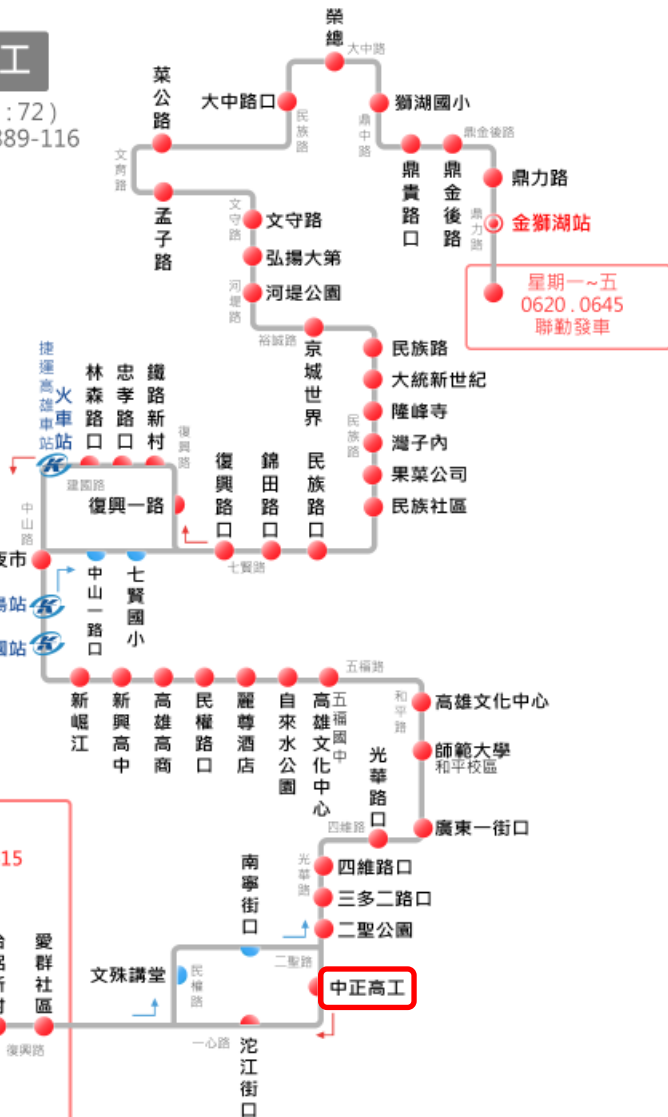 工
榮總
大中路
:72)
389-116
菜公路
大中路口
民族路
獅湖國小
鼎中路
鼎貴路口
鼎金後路
鼎金後路
鼎力路
鼎力路
金獅湖站
星期一~五
0620.0645
聯勤發車
孟子路
文守路
文守路
弘揚大第
河堤路
河堤公園
裕誠路
京城世界
民族路
大統新世紀
隆峰寺
民族路
灣子內
果菜公司
民族社區
捷運高雄車站
火車站
林森路口
忠孝路口
鐵路新村
復興路
建國路
復興一路
中山路
復興路口
錦田路口
民族路口
七賢路
夜市
中山一路口
七賢國小
站
國站
五福路
新崛江
新興高中
高雄高商
民權路口
麗尊酒店
自來水公園
高雄文化中心
五福國中
和平路
高雄文化中心
師範大學
和平校區
光華路口
四維路
廣東一街口
15
南寧街口
光華路
四維路口
三多二路口
二聖公園
二聖路
愛群社區
文殊講堂
民權路
中正高工
復興路
一心路
沱江街口